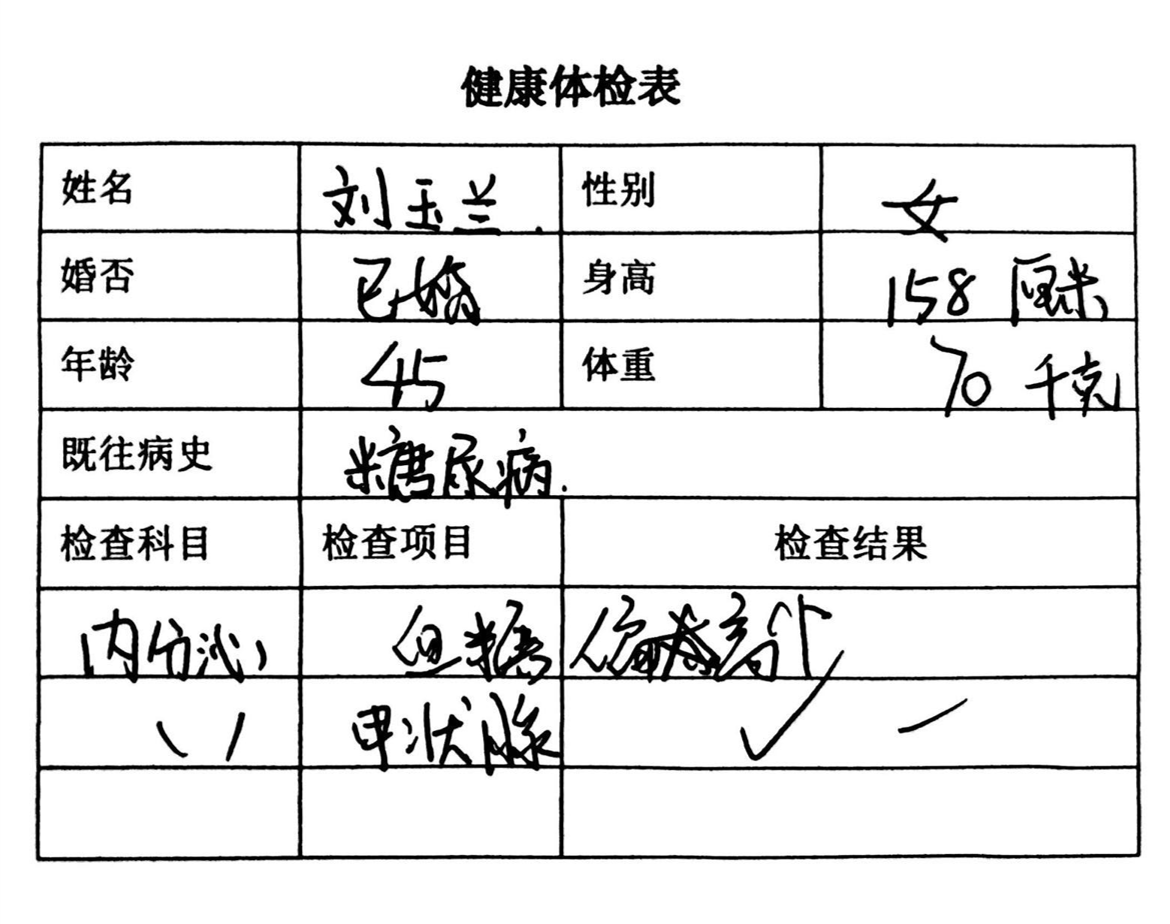 健康体检表
姓名 刘玉兰. 性别 女
婚否 已婚 身高 158 厘米
年龄 45 体重 70 千克
既往病史 糖尿病.
检查科目 检查项目 检查结果
内分泌 血糖 偏高个
\ / 甲状腺 ✓ —